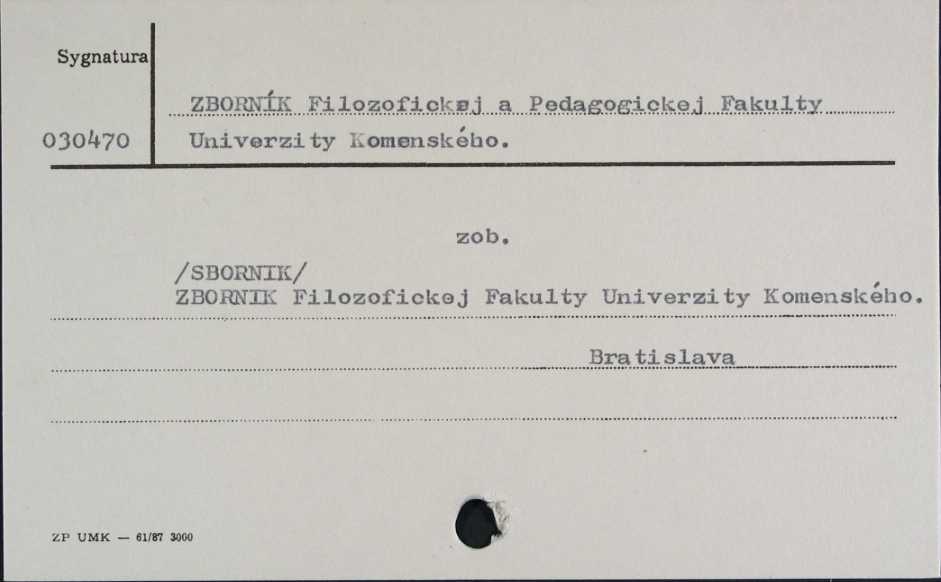 Sygnatura
ZBORNÍK Filozofickej a Pedagogickej Fakulty
030470 Univerzity Komenského.
zob.
/SBORNIK/
ZBORNIK Filozofickej Fakulty Univerzity Komenského.
Bratislava
ZP UMK — 61/87 3000